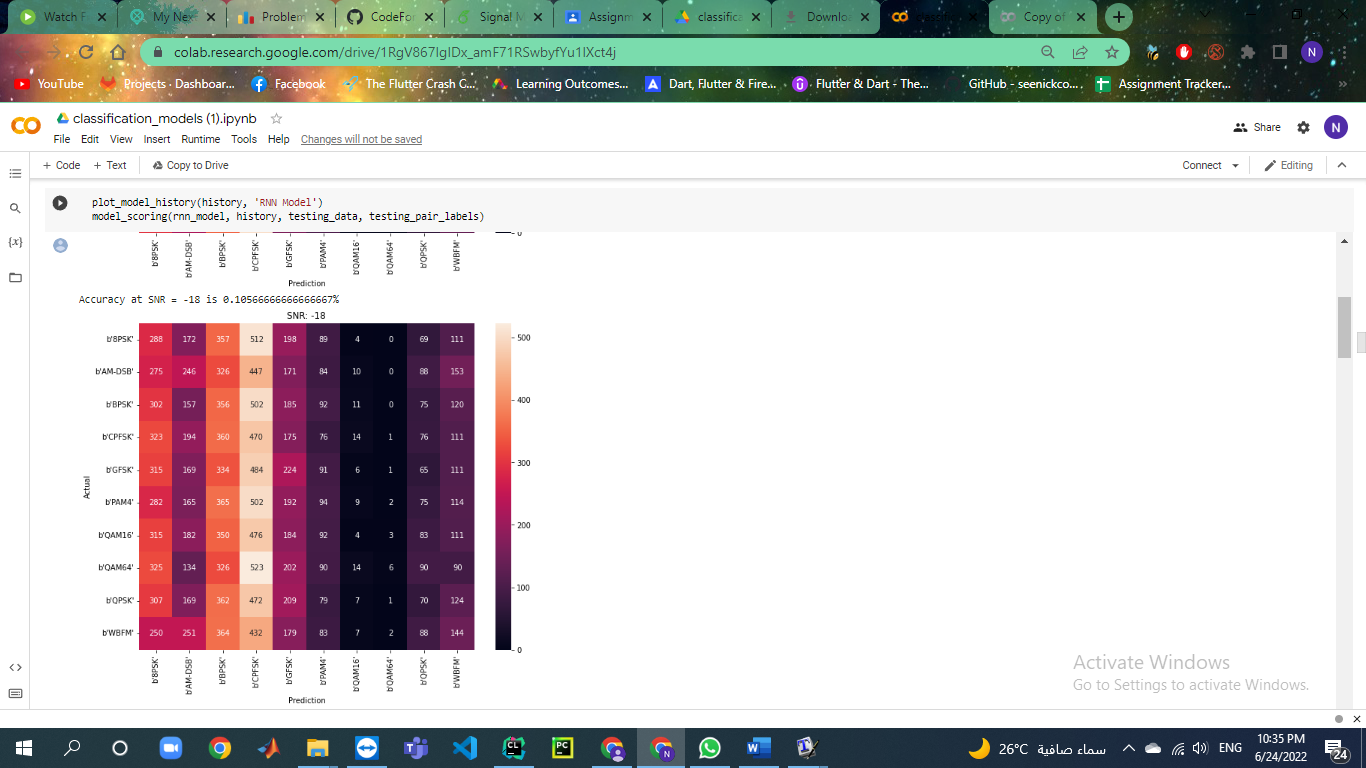 Watch F
My Nex
Problem
CodeFor
Signal M
Assignm
classifica
Downloa
Copy of
colab.research.google.com/drive/1RgV867IgIDx_amF71RSwbyfYu1lXct4j
N
YouTube
Projects · Dashboar...
Facebook
The Flutter Crash C...
Learning Outcomes...
Dart, Flutter & Fire...
Flutter & Dart - The...
GitHub - seenickco...
Assignment Tracker...
»
classification_models (1).ipynb
File Edit View Insert Runtime Tools Help Changes will not be saved
Share
N
+ Code + Text Copy to Drive
Connect
Editing
plot_model_history(history, 'RNN Model')
model_scoring(rnn_model, history, testing_data, testing_pair_labels)
{x}
0
b'8PSK' b'AM-DSB' b'BPSK' b'CPFSK' b'GFSK' b'PAM4' b'QAM16' b'QAM64' b'QPSK' b'WBFM'
Prediction
Accuracy at SNR = -18 is 0.10566666666666667%
SNR: -18
Actual
b'8PSK' 288 172 357 512 198 89 4 0 69 111
b'AM-DSB' 275 246 326 447 171 84 10 0 88 153
b'BPSK' 302 157 356 502 185 92 11 0 75 120
b'CPFSK' 323 194 360 470 175 76 14 1 76 111
b'GFSK' 315 169 334 484 224 91 6 1 65 111
b'PAM4' 282 165 365 502 192 94 9 2 75 114
b'QAM16' 315 182 350 476 184 92 4 3 83 111
b'QAM64' 325 134 326 523 202 90 14 6 90 90
b'QPSK' 307 169 362 472 209 79 7 1 70 124
b'WBFM' 250 251 364 432 179 83 7 2 88 144
500
400
300
200
100
0
b'8PSK' b'AM-DSB' b'BPSK' b'CPFSK' b'GFSK' b'PAM4' b'QAM16' b'QAM64' b'QPSK' b'WBFM'
Prediction
Activate Windows
Go to Settings to activate Windows.
26°C سماء صافية
ENG
10:35 PM
6/24/2022
24